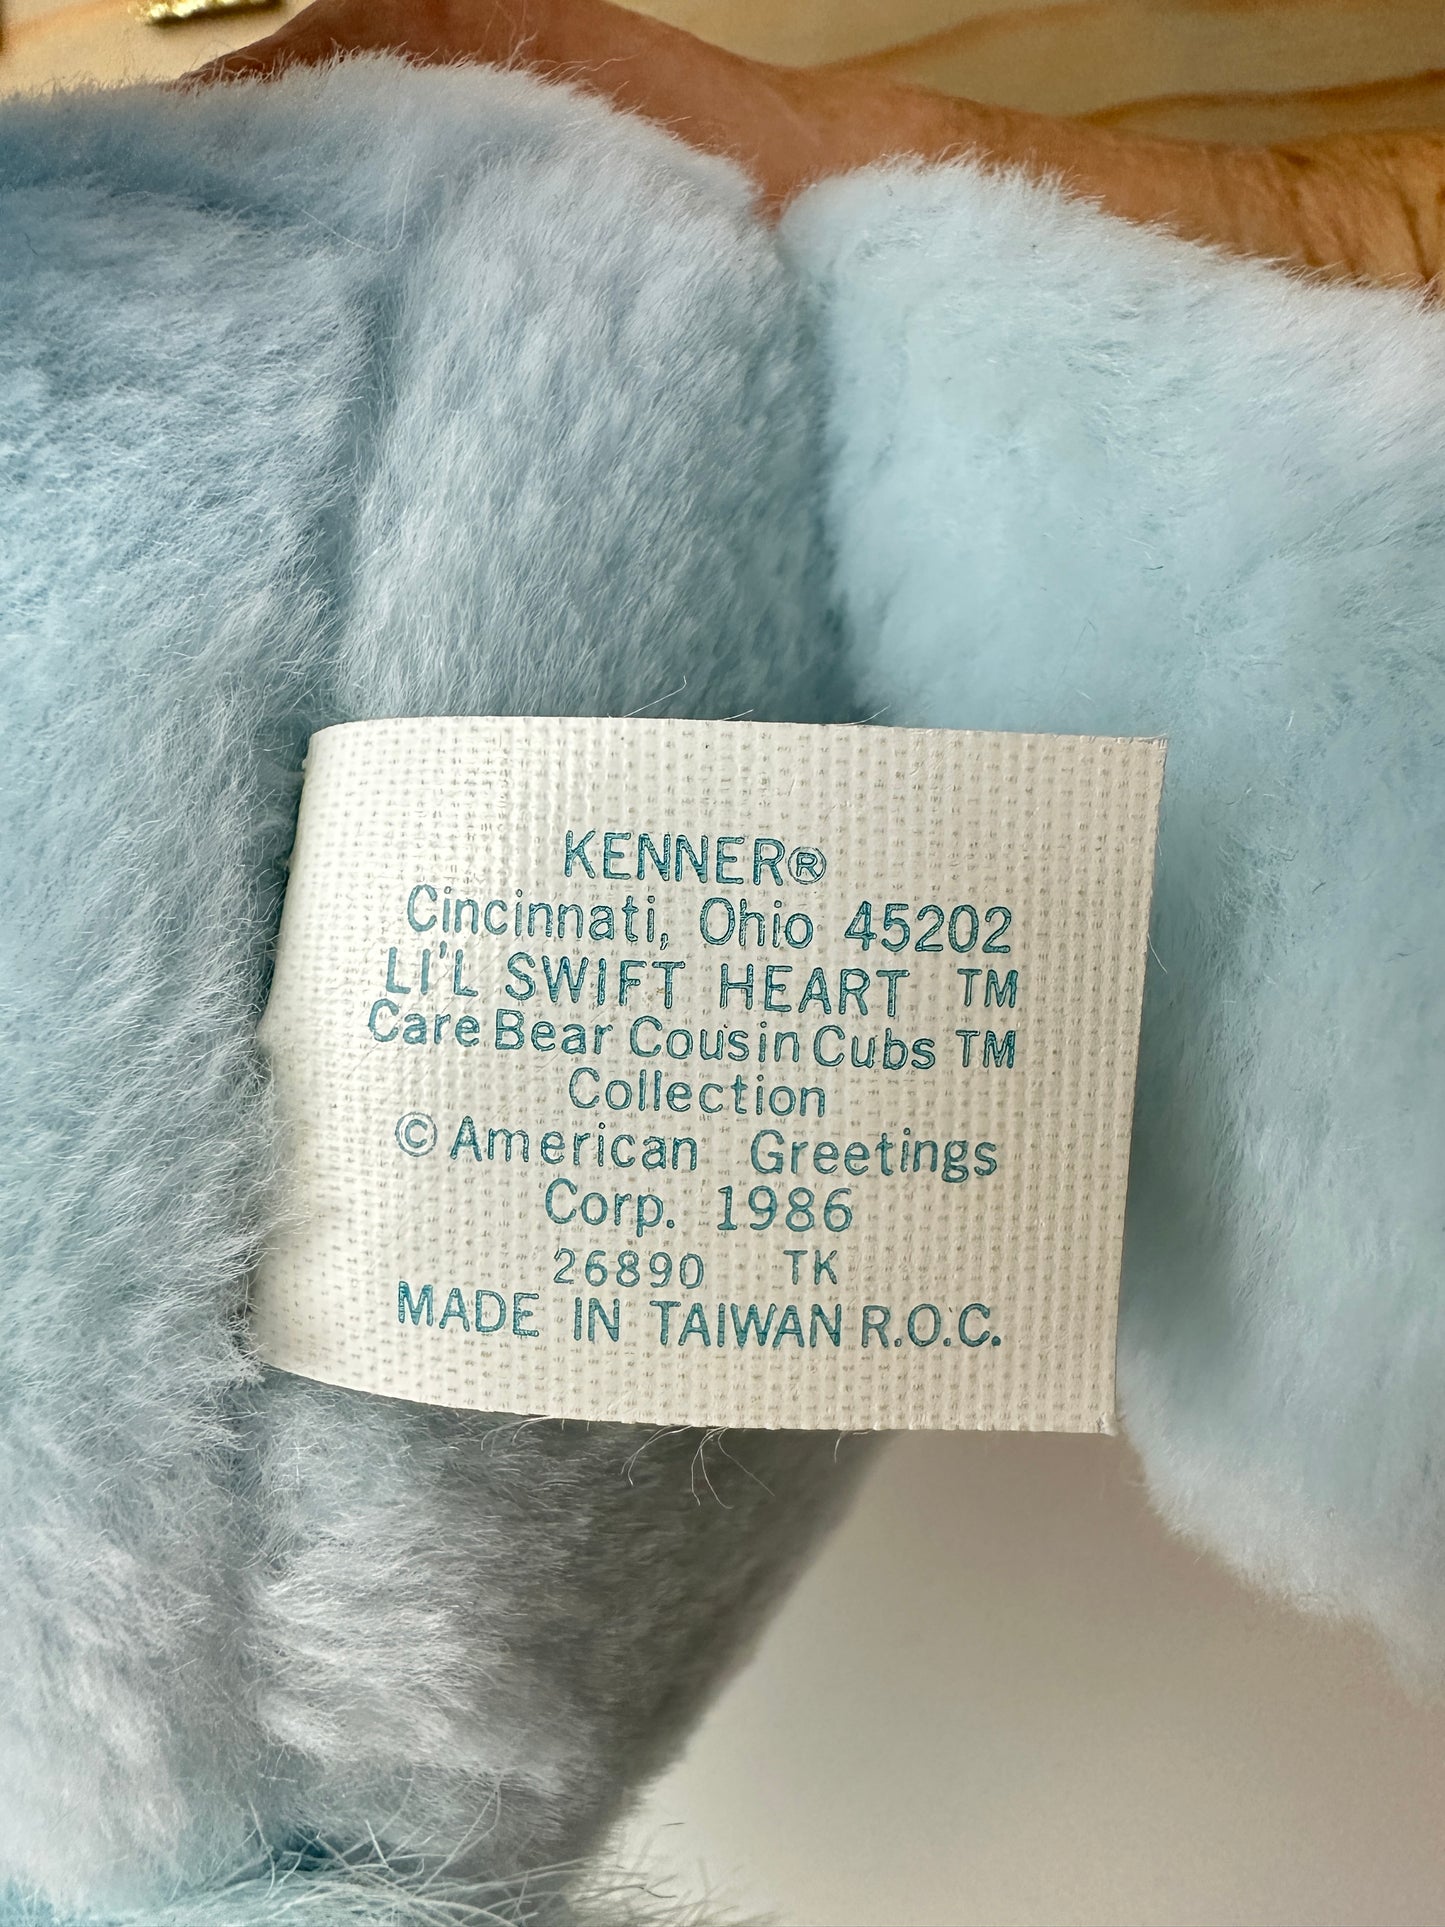 KENNER®
Cincinnati, Ohio 45202
LI'L SWIFT HEART TM
Care Bear Cousin Cubs TM
Collection
© American Greetings
Corp. 1986
26890 TK
MADE IN TAIWAN R.O.C.